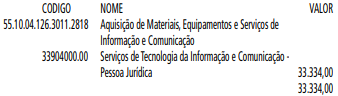 CODIGO NOME VALOR
55.10.04.126.3011.2818 Aquisição de Materiais, Equipamentos e Serviços de
Informação e Comunicação
33904000.00 Serviços de Tecnologia da Informação e Comunicação -
Pessoa Jurídica 33.334,00
33.334,00